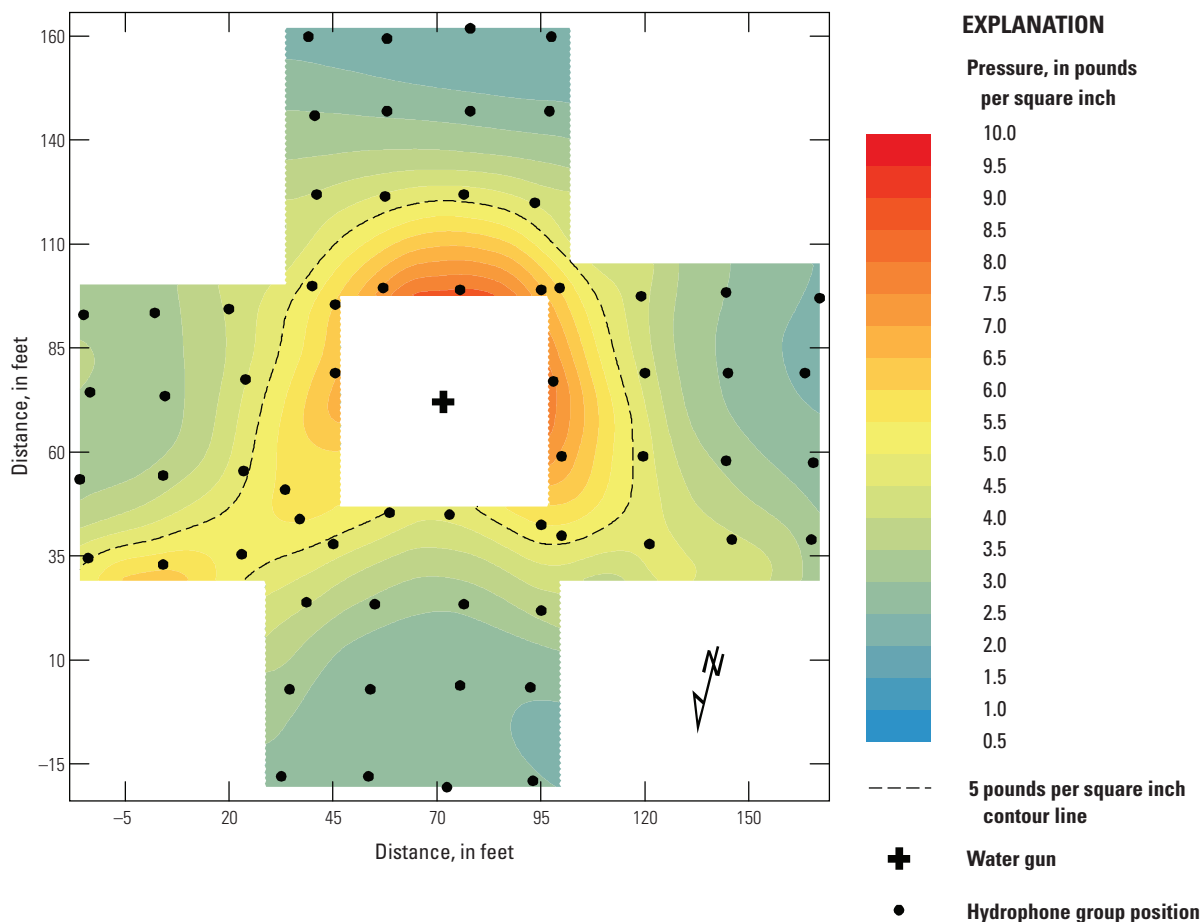 160
140
110
85
60
35
10
–15
Distance, in feet
–5 20 45 70 95 120 150
Distance, in feet
N
EXPLANATION
Pressure, in pounds
per square inch
10.0
9.5
9.0
8.5
8.0
7.5
7.0
6.5
6.0
5.5
5.0
4.5
4.0
3.5
3.0
2.5
2.0
1.5
1.0
0.5
5 pounds per square inch
contour line
Water gun
Hydrophone group position